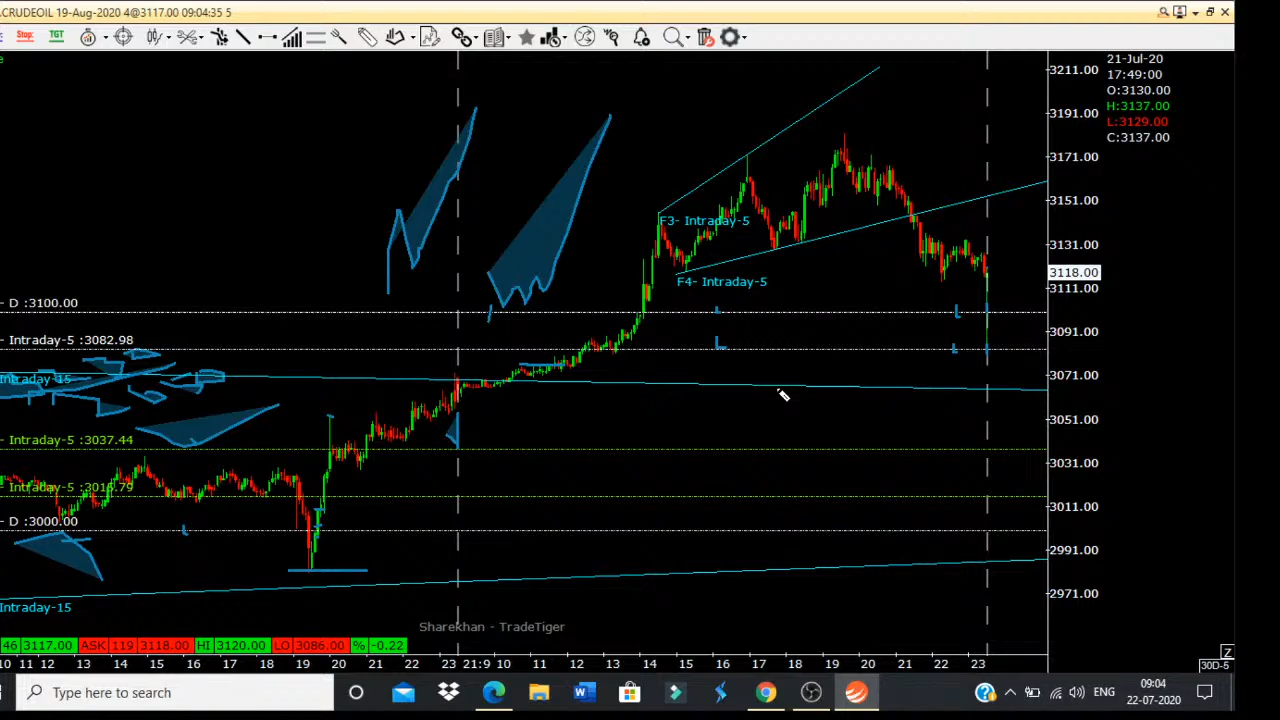 .CRUDEOIL 19-Aug-2020 4@3117.00 09:04:35 5
Stop: TGT
e
21-Jul-20
17:49:00
O:3130.00
H:3137.00
L:3129.00
C:3137.00
3211.00
3191.00
3171.00
3151.00
3131.00
3118.00
3111.00
3091.00
3071.00
3051.00
3031.00
3011.00
2991.00
2971.00
F3- Intraday-5
F4- Intraday-5
- D :3100.00
- Intraday-5 :3082.98
Intraday-15
- Intraday-5 :3037.44
- Intraday-5 :3015.79
- D :3000.00
Intraday-15
Sharekhan - TradeTiger
46 3117.00 ASK 119 3118.00 HI 3120.00 LO 3086.00 % -0.22
10 11 12 13 14 15 16 17 18 19 20 21 22 23 21:9 10 11 12 13 14 15 16 17 18 19 20 21 22 23
Z
30D-5
Type here to search
ENG
09:04
22-07-2020